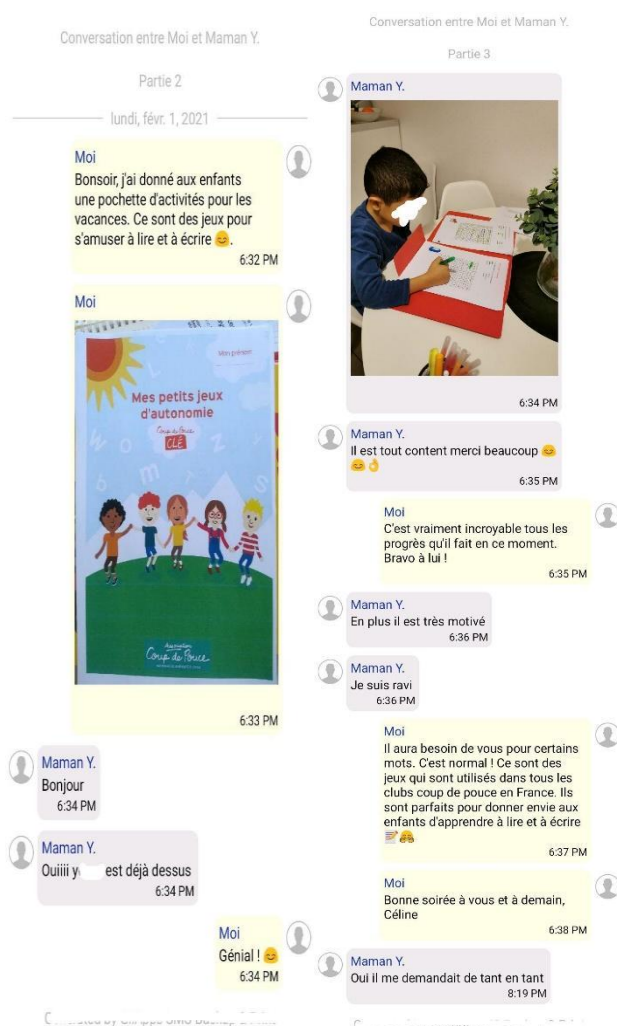 Conversation entre Moi et Maman Y.
Partie 2
lundi, févr. 1, 2021
Moi
Bonsoir, j'ai donné aux enfants
une pochette d'activités pour les
vacances. Ce sont des jeux pour
s'amuser à lire et à écrire 😊.
6:32 PM
Moi
Mon prénom
Mes petits jeux
d'autonomie
Coup de Pouce
CLÉ
Association
Coup de Pouce
6:33 PM
Maman Y.
Bonjour
6:34 PM
Maman Y.
Ouiiii y est déjà dessus
6:34 PM
Moi
Génial ! 😊
6:34 PM
Conversation entre Moi et Maman Y.
Partie 3
Maman Y.
6:34 PM
Maman Y.
Il est tout content merci beaucoup 😊
😊👌
6:35 PM
Moi
C'est vraiment incroyable tous les
progrès qu'il fait en ce moment.
Bravo à lui !
6:35 PM
Maman Y.
En plus il est très motivé
6:36 PM
Maman Y.
Je suis ravi
6:36 PM
Moi
Il aura besoin de vous pour certains
mots. C'est normal ! Ce sont des
jeux qui sont utilisés dans tous les
clubs coup de pouce en France. Ils
sont parfaits pour donner envie aux
enfants d'apprendre à lire et à écrire
📝🤗
6:37 PM
Moi
Bonne soirée à vous et à demain,
Céline
6:38 PM
Maman Y.
Oui il me demandait de tant en tant
8:19 PM